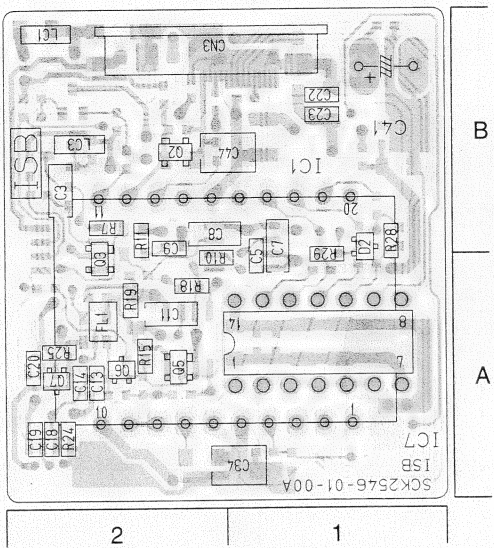 LC1
CN3
C22
C23
+
C41
B
ISB
LC3
Q2
C44
IC1
C3
11
20
R7
R11
C8
C9
C5
C7
R29
D2
R28
Q3
R10
R18
R19
FL1
C11
14
8
1
7
R25
R15
C20
Q7
C14
C13
Q6
Q5
A
10
1
C19
C18
R24
C34
IC7
ISB
SCK2546-01-00A
2
1